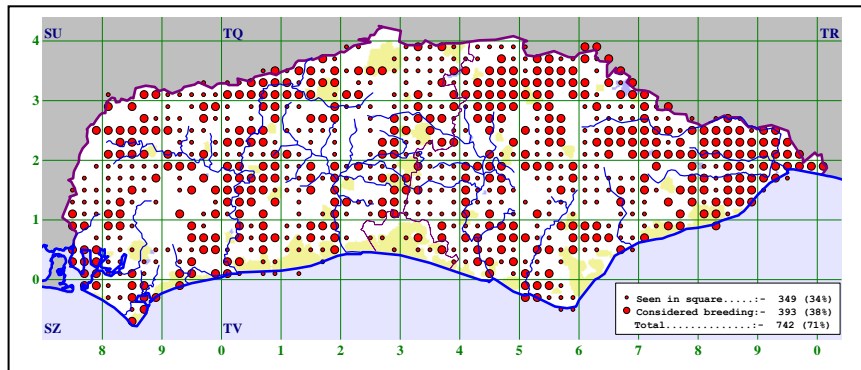 SU TQ TR
4
3
2
1
0
Seen in square.....:- 349 (34%)
Considered breeding:- 393 (38%)
Total..............:- 742 (71%)
SZ TV
8 9 0 1 2 3 4 5 6 7 8 9 0